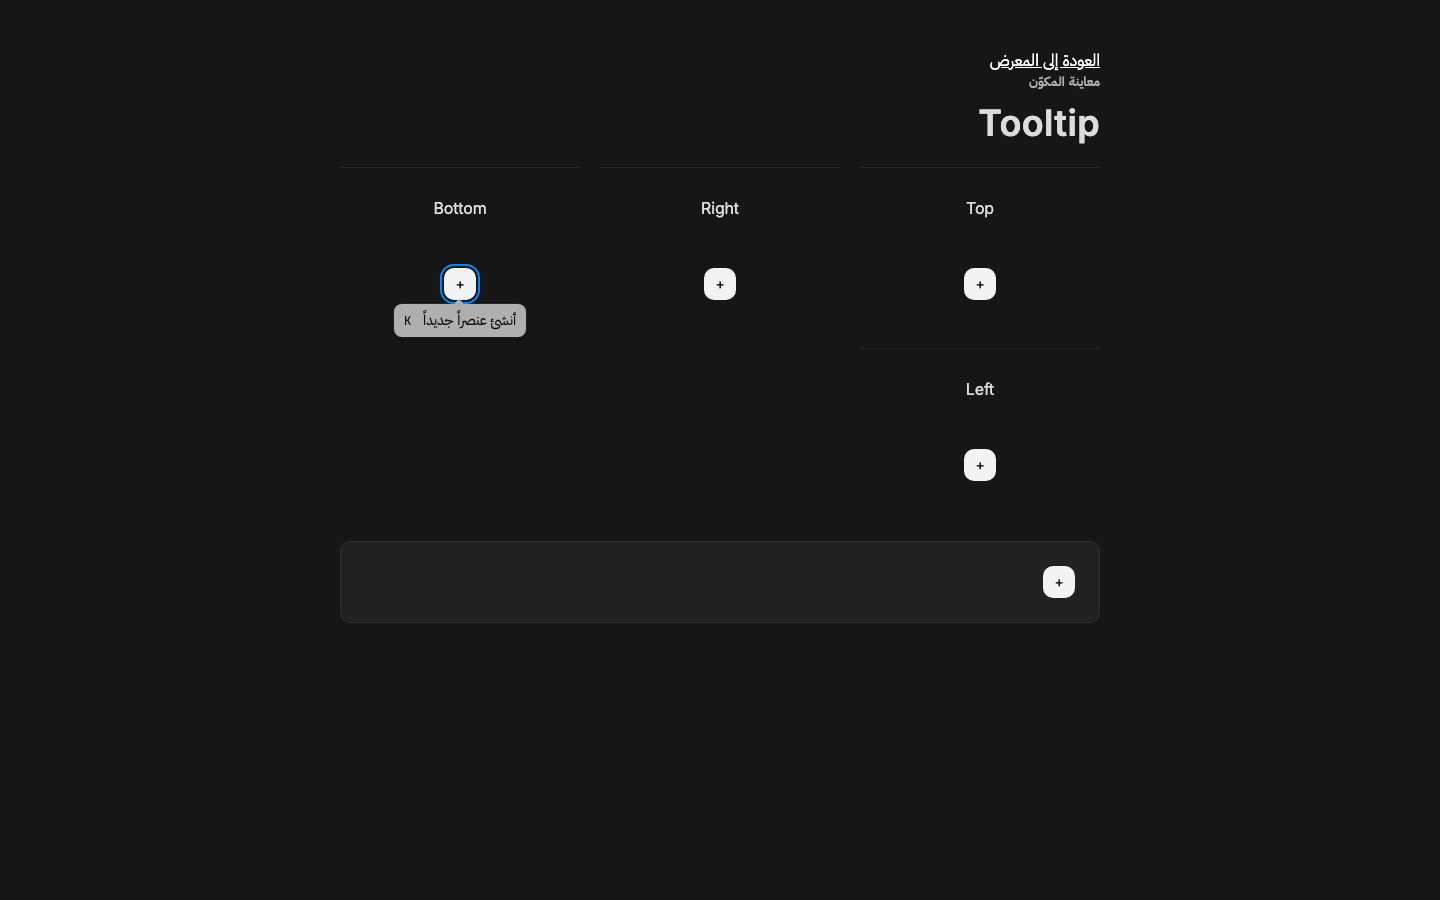 العودة إلى المعرض
معاينة المكوّن
Tooltip
Top
Right
Bottom
+
+
+
أنشئ عنصراً جديداً K
Left
+
+